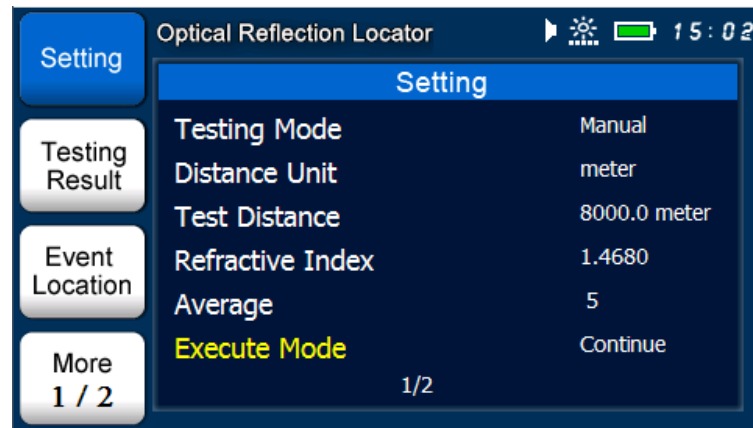 Optical Reflection Locator 15:02
Setting
Testing
Result
Event
Location
More
1 / 2
Setting
Testing Mode Manual
Distance Unit meter
Test Distance 8000.0 meter
Refractive Index 1.4680
Average 5
Execute Mode Continue
1/2